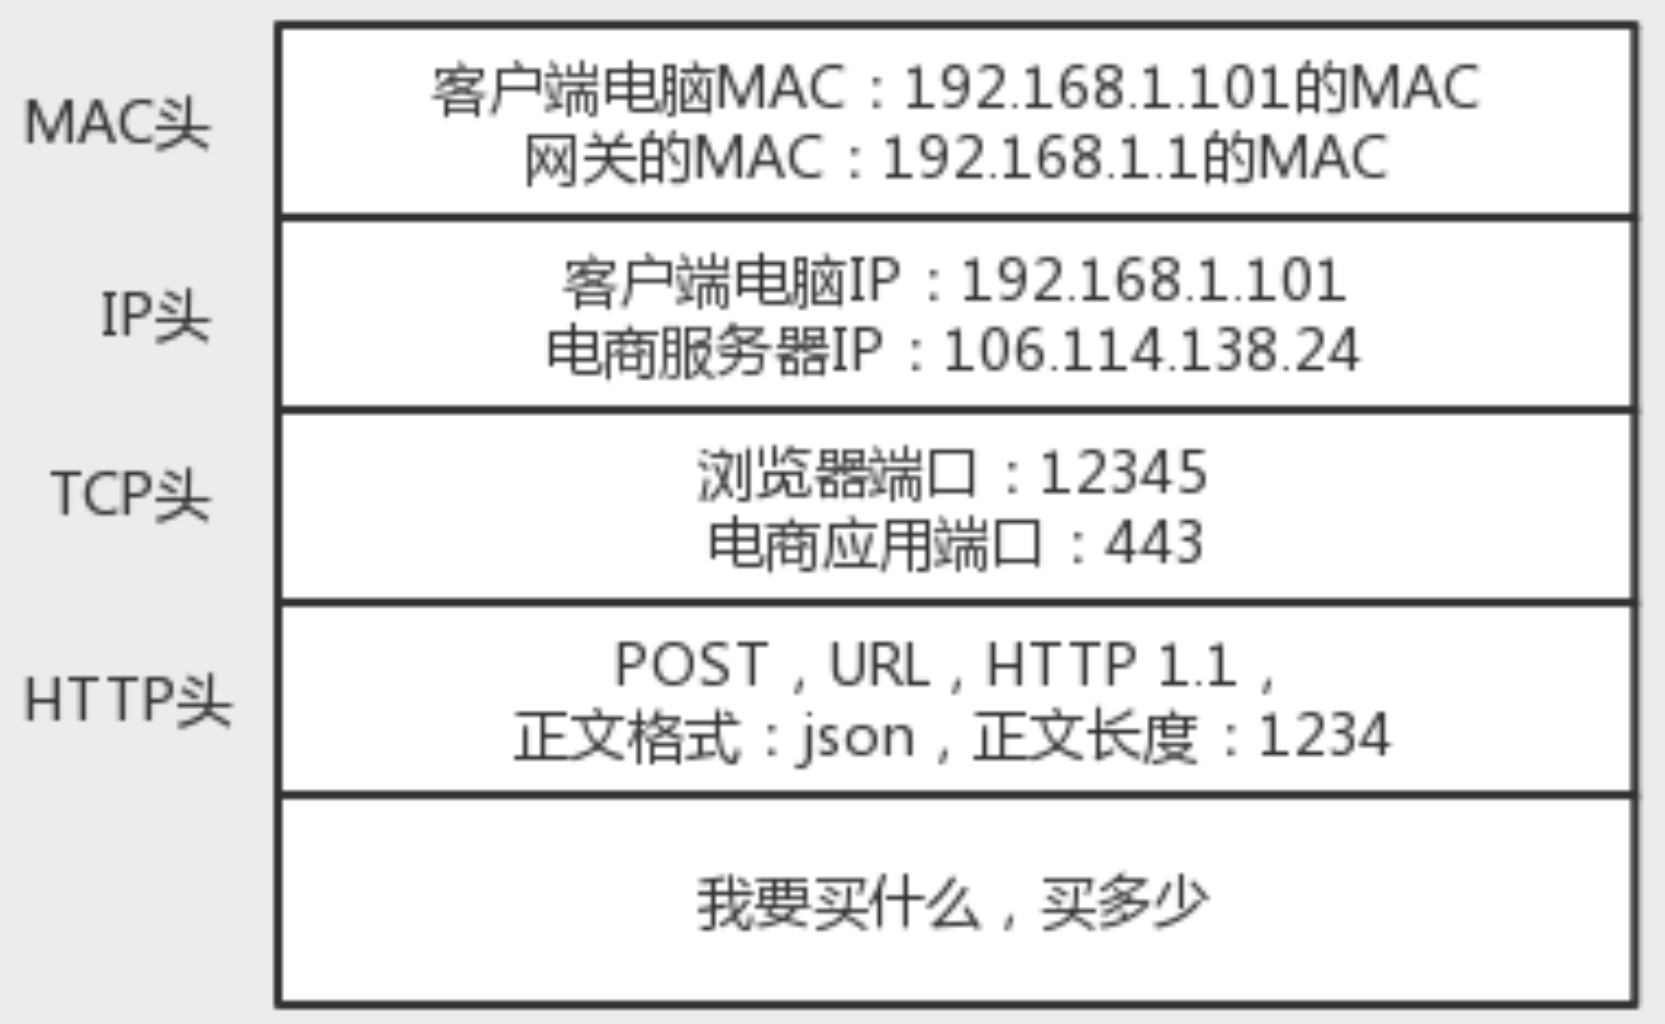 MAC头
客户端电脑MAC：192.168.1.101的MAC
网关的MAC：192.168.1.1的MAC
IP头
客户端电脑IP：192.168.1.101
电商服务器IP：106.114.138.24
TCP头
浏览器端口：12345
电商应用端口：443
HTTP头
POST，URL，HTTP 1.1，
正文格式：json，正文长度：1234
我要买什么，买多少